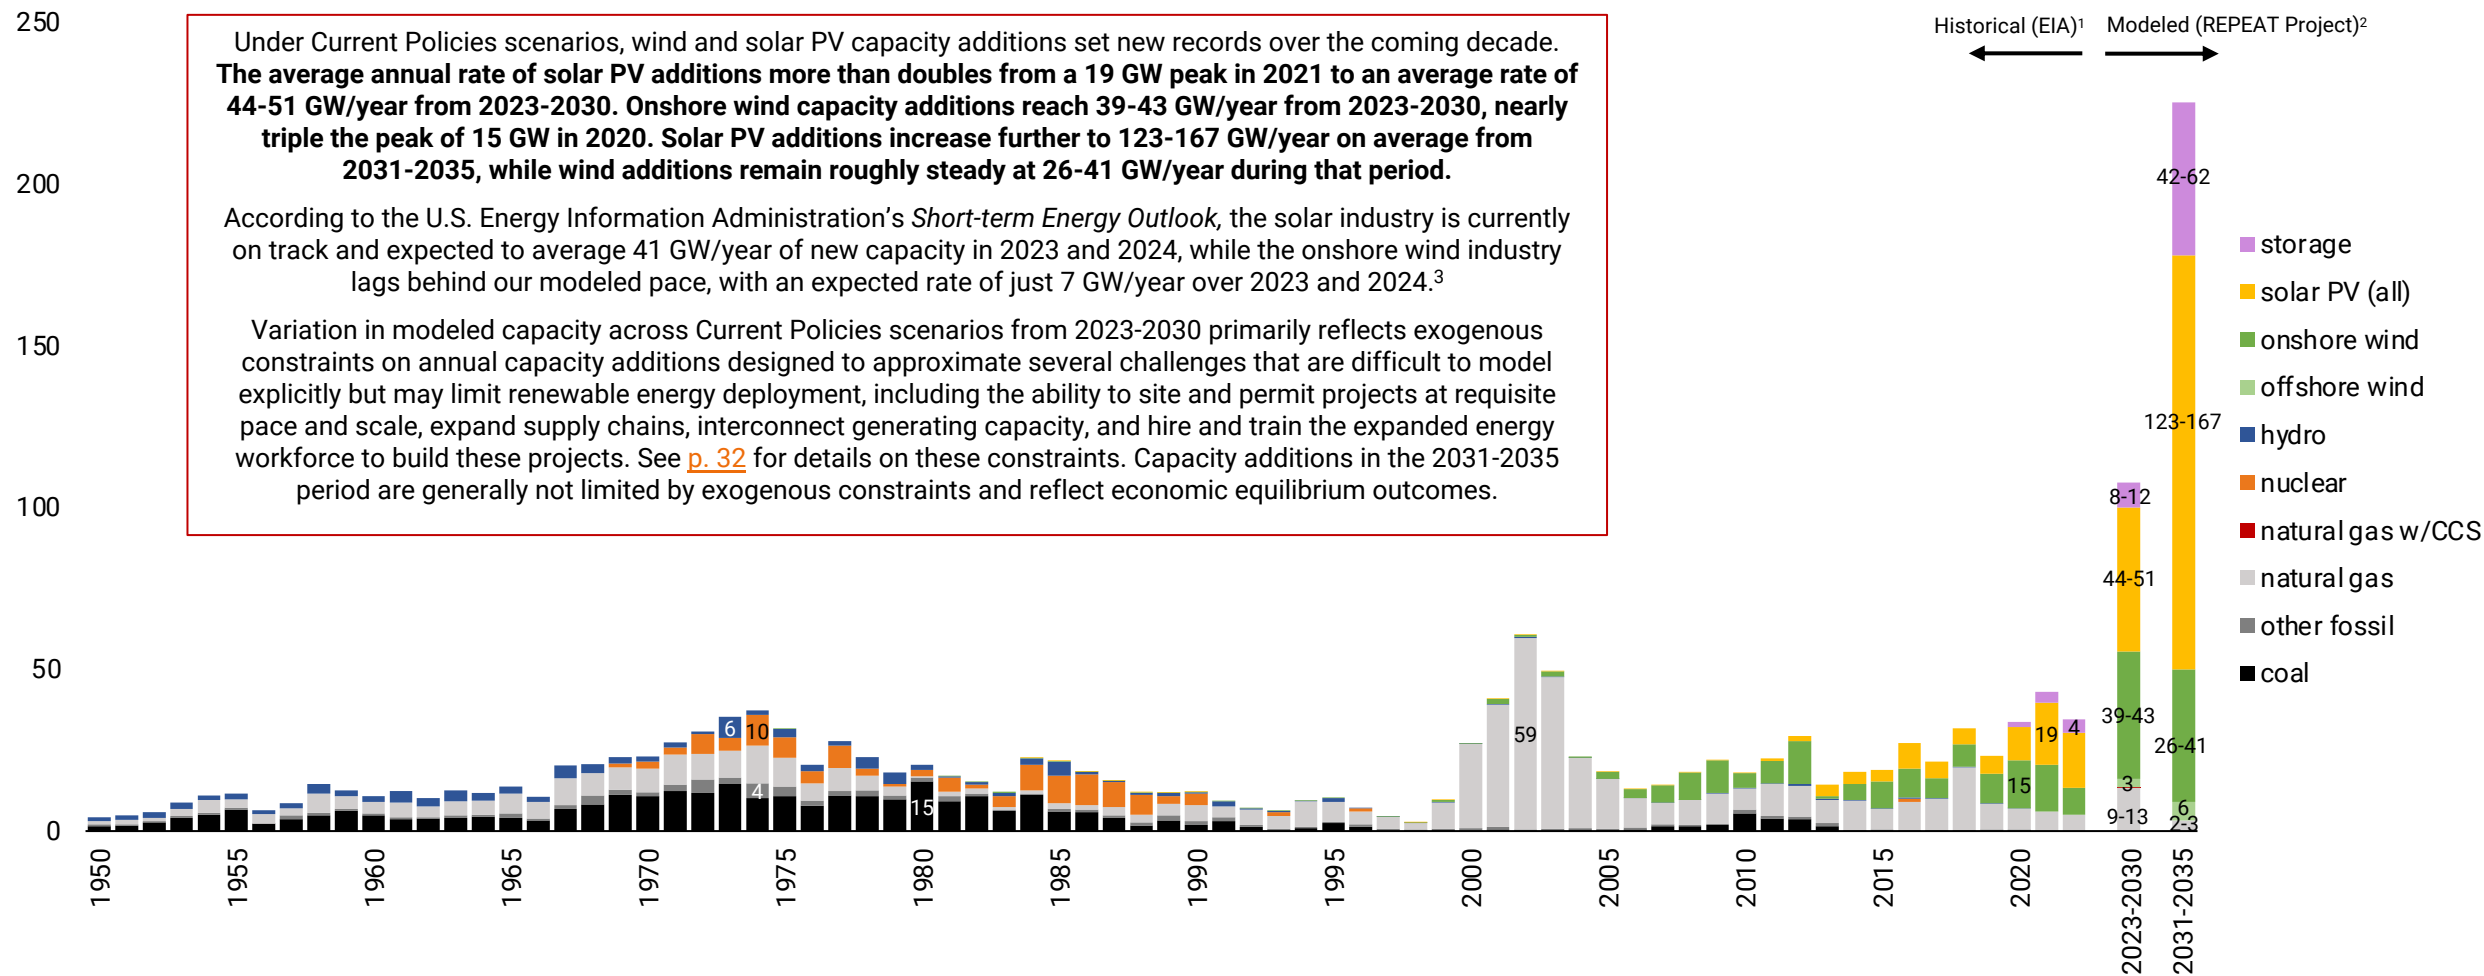 250
200
150
100
50
0
Under Current Policies scenarios, wind and solar PV capacity additions set new records over the coming decade.
The average annual rate of solar PV additions more than doubles from a 19 GW peak in 2021 to an average rate of
44-51 GW/year from 2023-2030. Onshore wind capacity additions reach 39-43 GW/year from 2023-2030, nearly
triple the peak of 15 GW in 2020. Solar PV additions increase further to 123-167 GW/year on average from
2031-2035, while wind additions remain roughly steady at 26-41 GW/year during that period.
According to the U.S. Energy Information Administration’s Short-term Energy Outlook, the solar industry is currently
on track and expected to average 41 GW/year of new capacity in 2023 and 2024, while the onshore wind industry
lags behind our modeled pace, with an expected rate of just 7 GW/year over 2023 and 2024.³
Variation in modeled capacity across Current Policies scenarios from 2023-2030 primarily reflects exogenous
constraints on annual capacity additions designed to approximate several challenges that are difficult to model
explicitly but may limit renewable energy deployment, including the ability to site and permit projects at requisite
pace and scale, expand supply chains, interconnect generating capacity, and hire and train the expanded energy
workforce to build these projects. See p. 32 for details on these constraints. Capacity additions in the 2031-2035
period are generally not limited by exogenous constraints and reflect economic equilibrium outcomes.
Historical (EIA)¹
Modeled (REPEAT Project)²
6
10
4
15
59
15
19
4
8-12
44-51
39-43
3
9-13
42-62
123-167
26-41
6
2-3
storage
solar PV (all)
onshore wind
offshore wind
hydro
nuclear
natural gas w/CCS
natural gas
other fossil
coal
1950
1955
1960
1965
1970
1975
1980
1985
1990
1995
2000
2005
2010
2015
2020
2023-2030
2031-2035